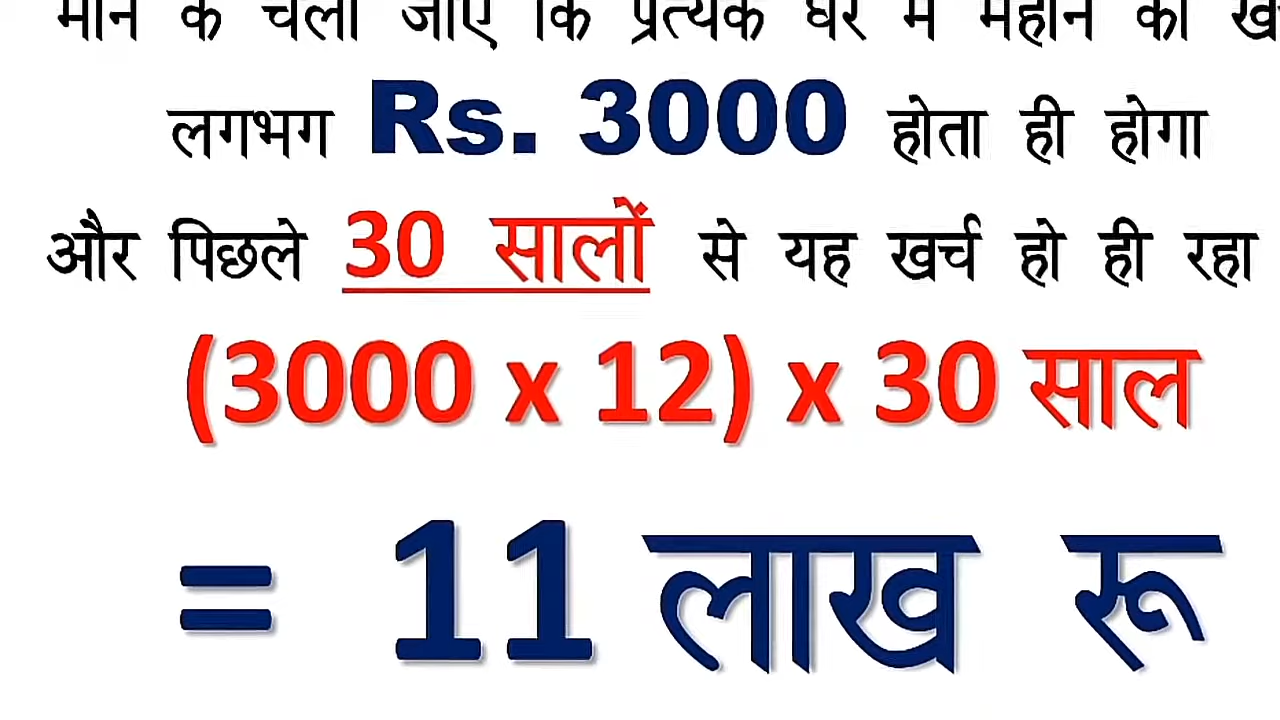 मान के चला जाए कि प्रत्येक घर में महीने का
लगभग Rs. 3000 होता ही होगा
और पिछले 30 सालों से यह खर्च हो ही रहा
(3000 x 12) x 30 साल
= 11 लाख रू